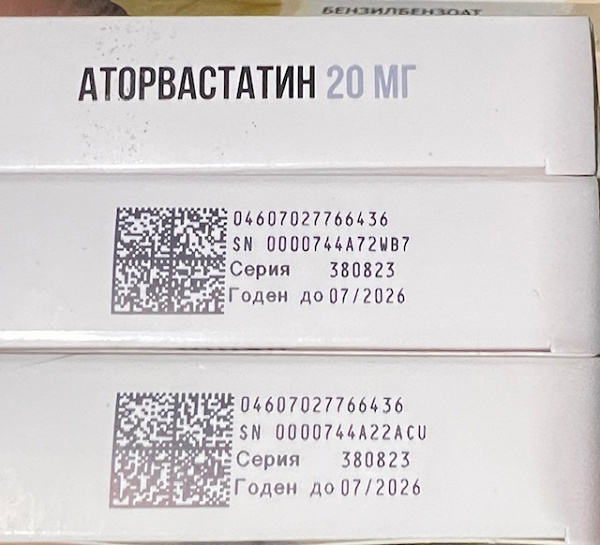 БЕНЗИЛБЕНЗОАТ
АТОРВАСТАТИН 20 МГ
04607027766436
SN 0000744A72WB7
Серия 380823
Годен до 07/2026
04607027766436
SN 0000744A22ACU
Серия 380823
Годен до 07/2026